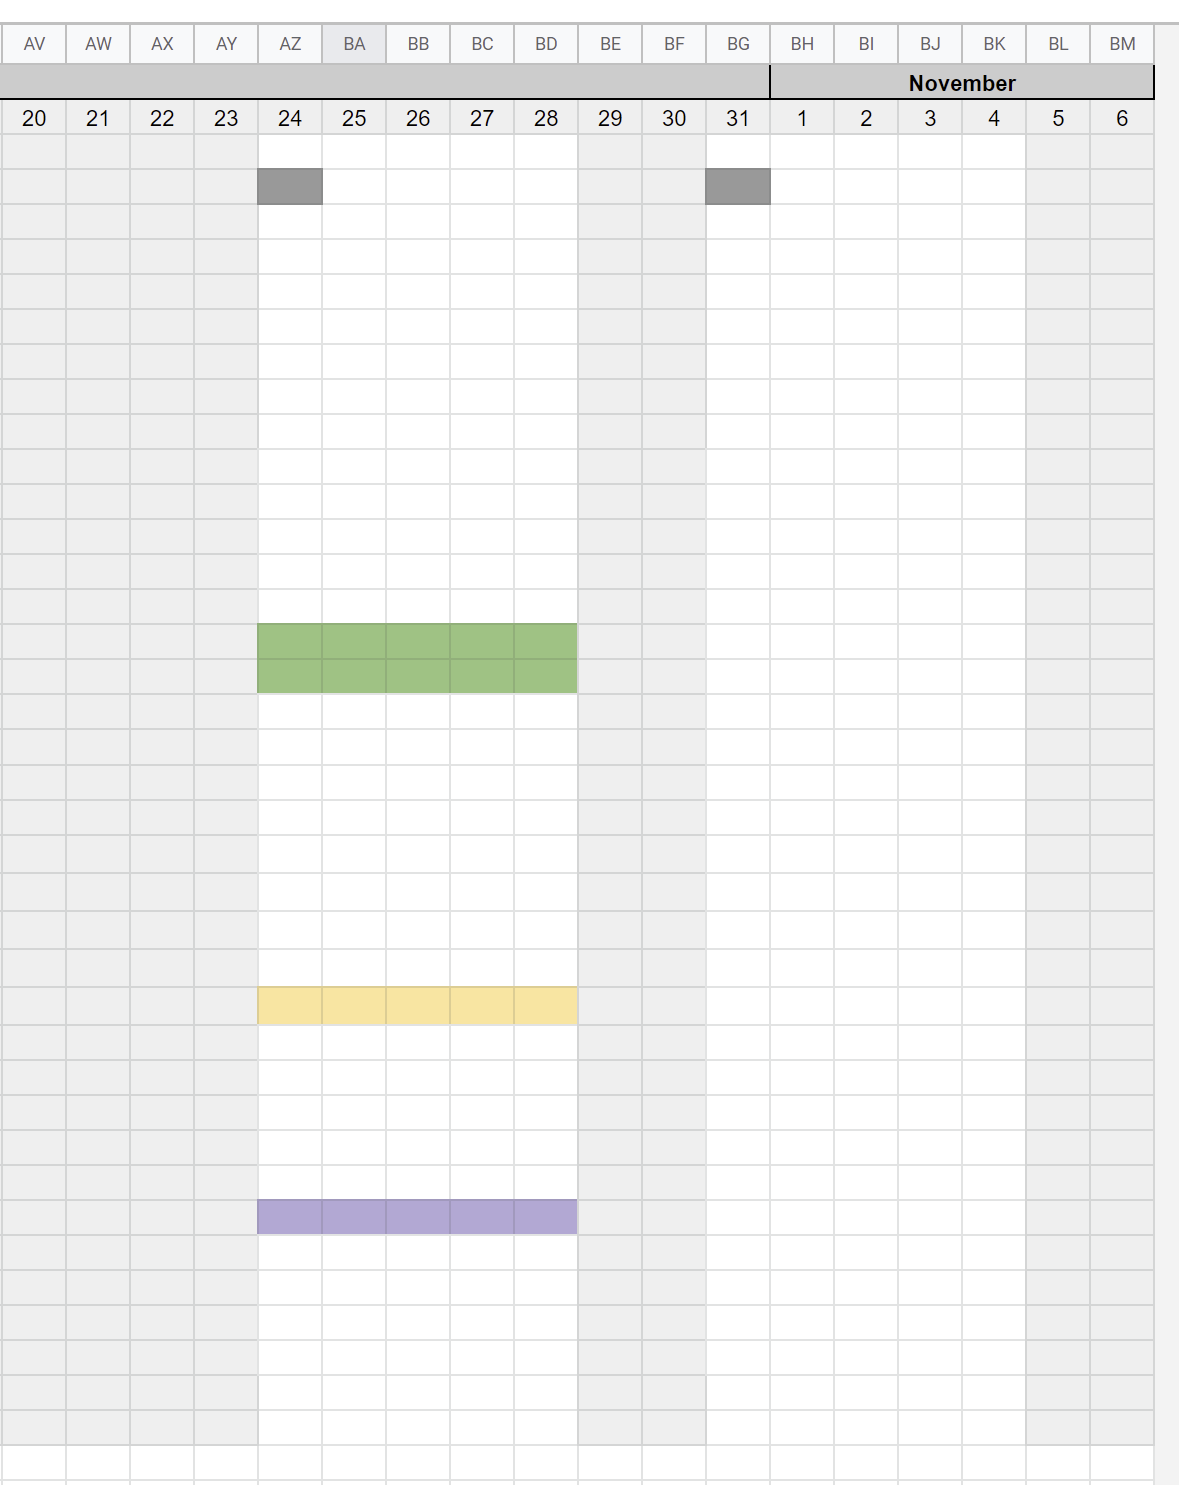 AV AW AX AY AZ BA BB BC BD BE BF BG BH BI BJ BK BL BM
November
20 21 22 23 24 25 26 27 28 29 30 31 1 2 3 4 5 6